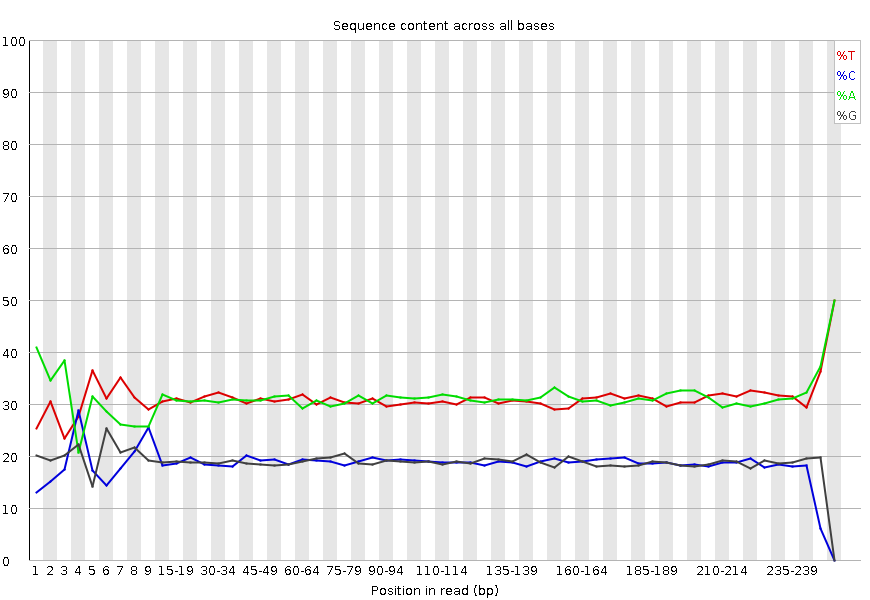 Sequence content across all bases
100
90
80
70
60
50
40
30
20
10
0
%T
%C
%A
%G
1 2 3 4 5 6 7 8 9 15-19 30-34 45-49 60-64 75-79 90-94 110-114 135-139 160-164 185-189 210-214 235-239
Position in read (bp)